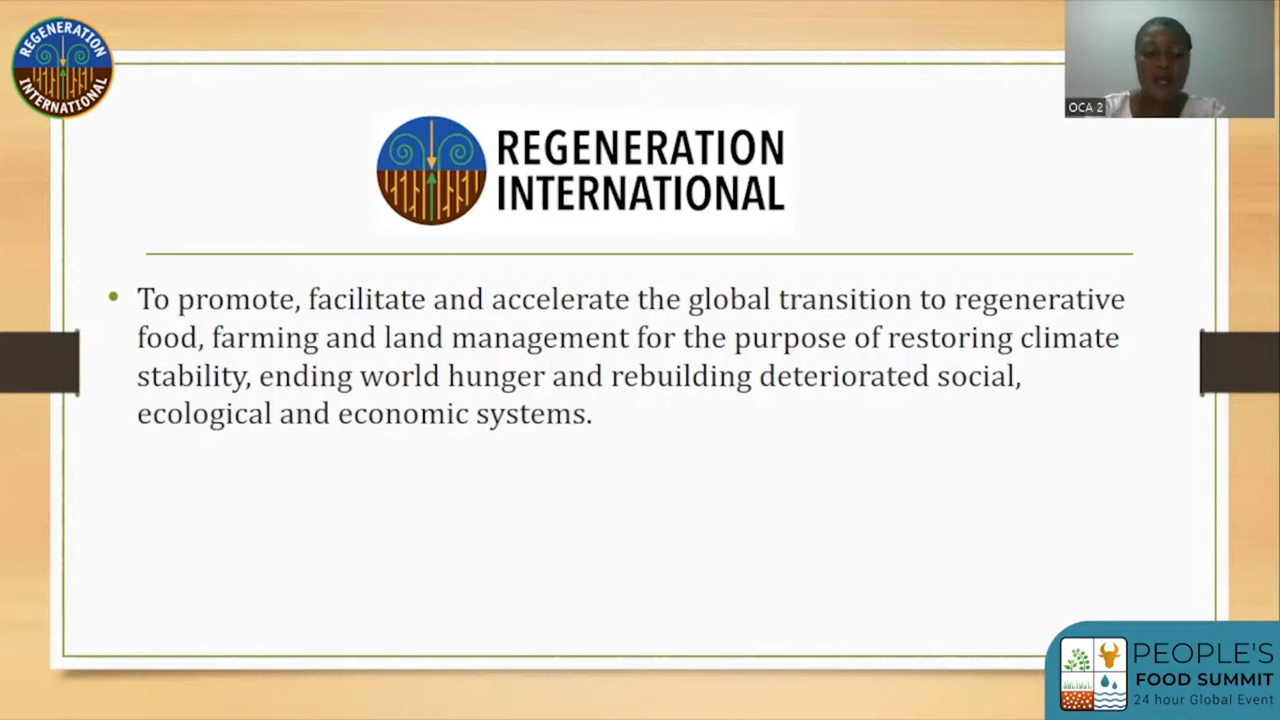 REGENERATION
INTERNATIONAL
OCA 2
REGENERATION
INTERNATIONAL
• To promote, facilitate and accelerate the global transition to regenerative
food, farming and land management for the purpose of restoring climate
stability, ending world hunger and rebuilding deteriorated social,
ecological and economic systems.
PEOPLE'S
FOOD SUMMIT
24 hour Global Event